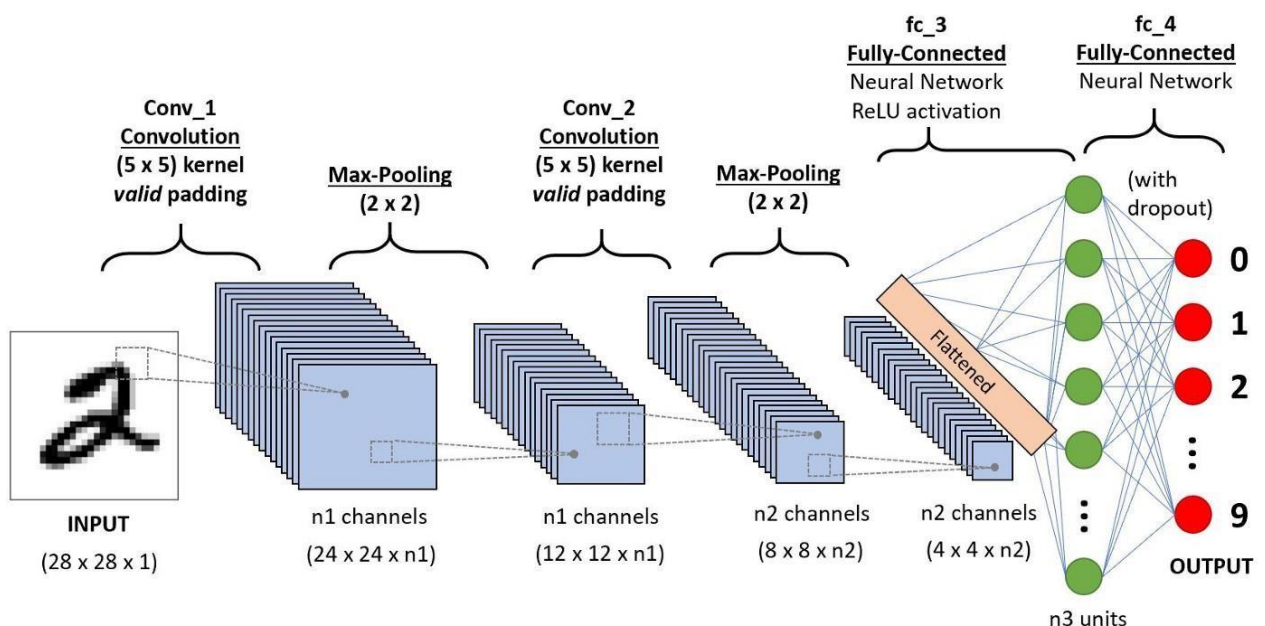 Conv_1
Convolution
(5 x 5) kernel
valid padding
Max-Pooling
(2 x 2)
Conv_2
Convolution
(5 x 5) kernel
valid padding
Max-Pooling
(2 x 2)
fc_3
Fully-Connected
Neural Network
ReLU activation
fc_4
Fully-Connected
Neural Network
(with
dropout)
Flattened
0
1
2
9
OUTPUT
2
INPUT
(28 x 28 x 1)
n1 channels
(24 x 24 x n1)
n1 channels
(12 x 12 x n1)
n2 channels
(8 x 8 x n2)
n2 channels
(4 x 4 x n2)
n3 units